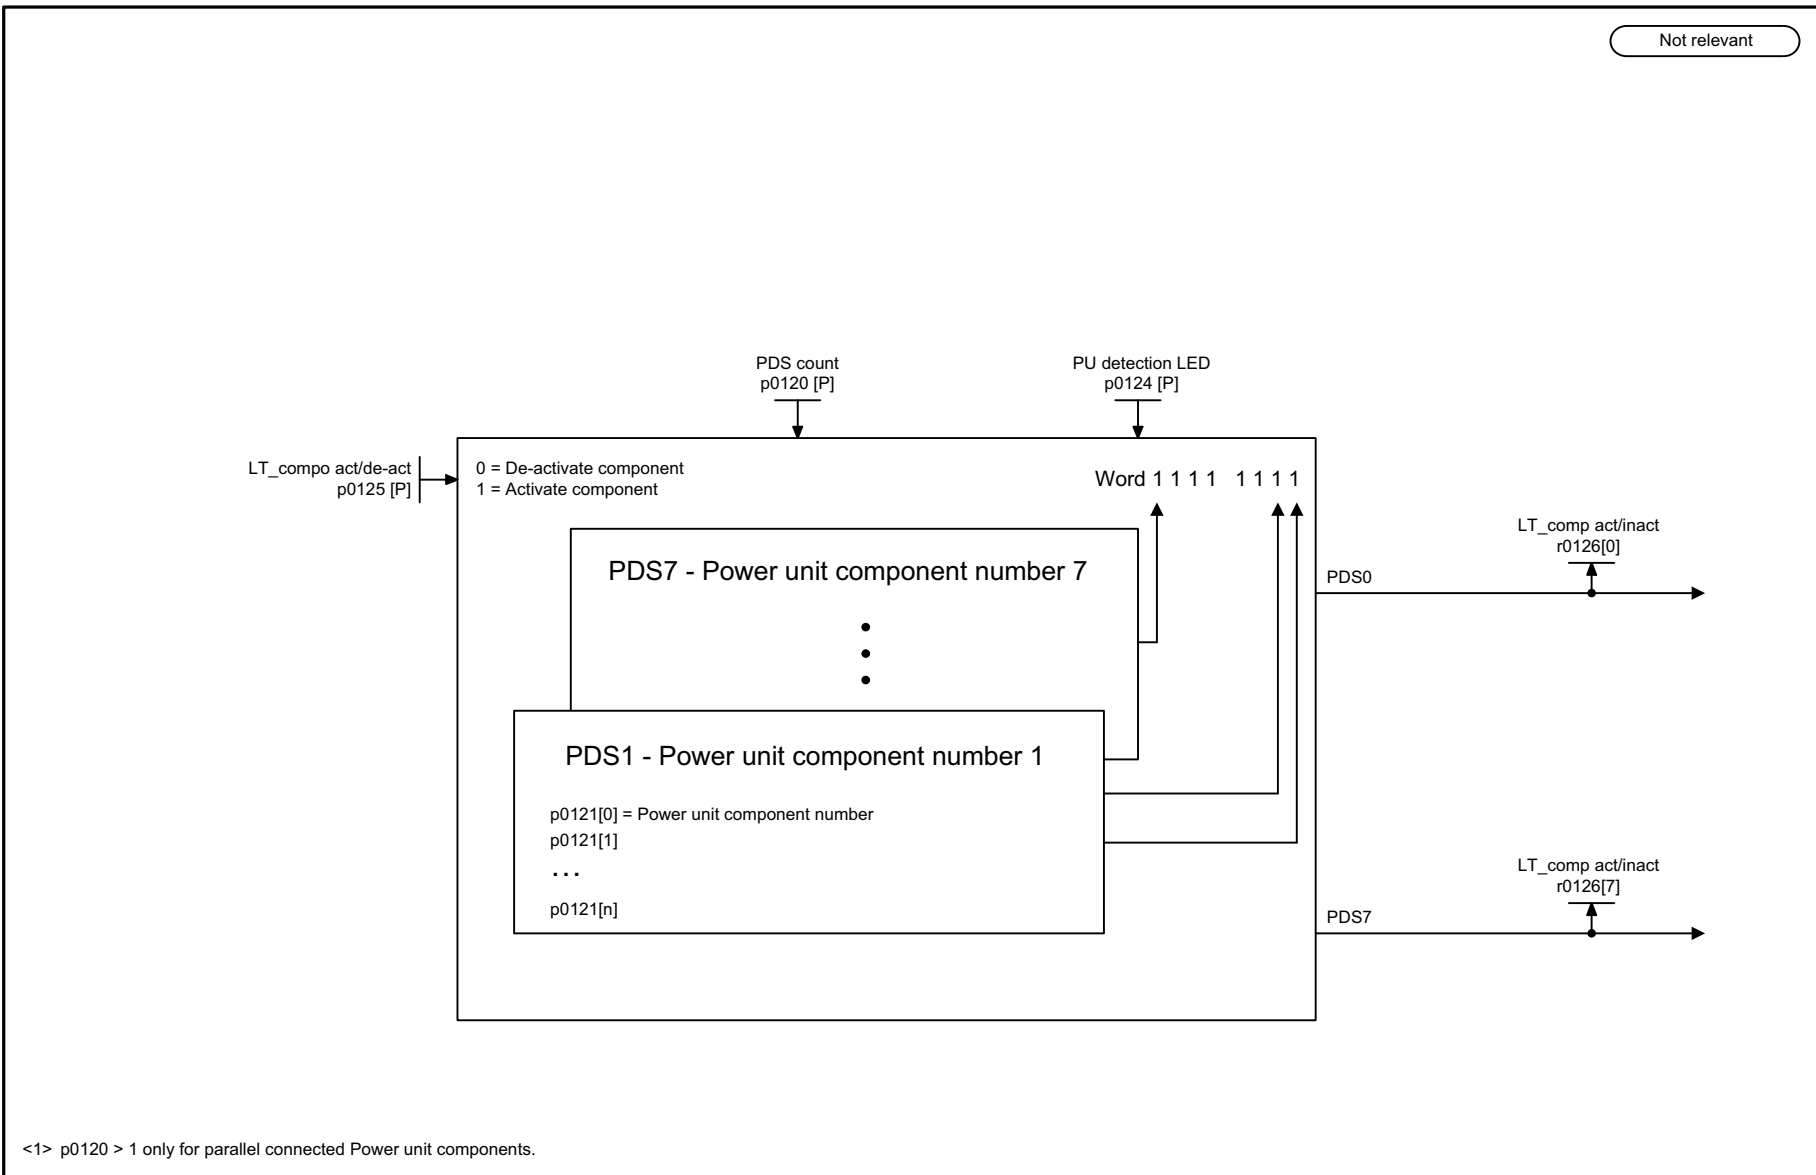 Not relevant
PDS count
p0120 [P]
PU detection LED
p0124 [P]
LT_compo act/de-act
p0125 [P]
0 = De-activate component
1 = Activate component
Word 1 1 1 1 1 1 1 1
LT_comp act/inact
r0126[0]
PDS7 - Power unit component number 7
PDS0
PDS1 - Power unit component number 1
p0121[0] = Power unit component number
p0121[1]
...
p0121[n]
LT_comp act/inact
r0126[7]
PDS7
<1> p0120 > 1 only for parallel connected Power unit components.